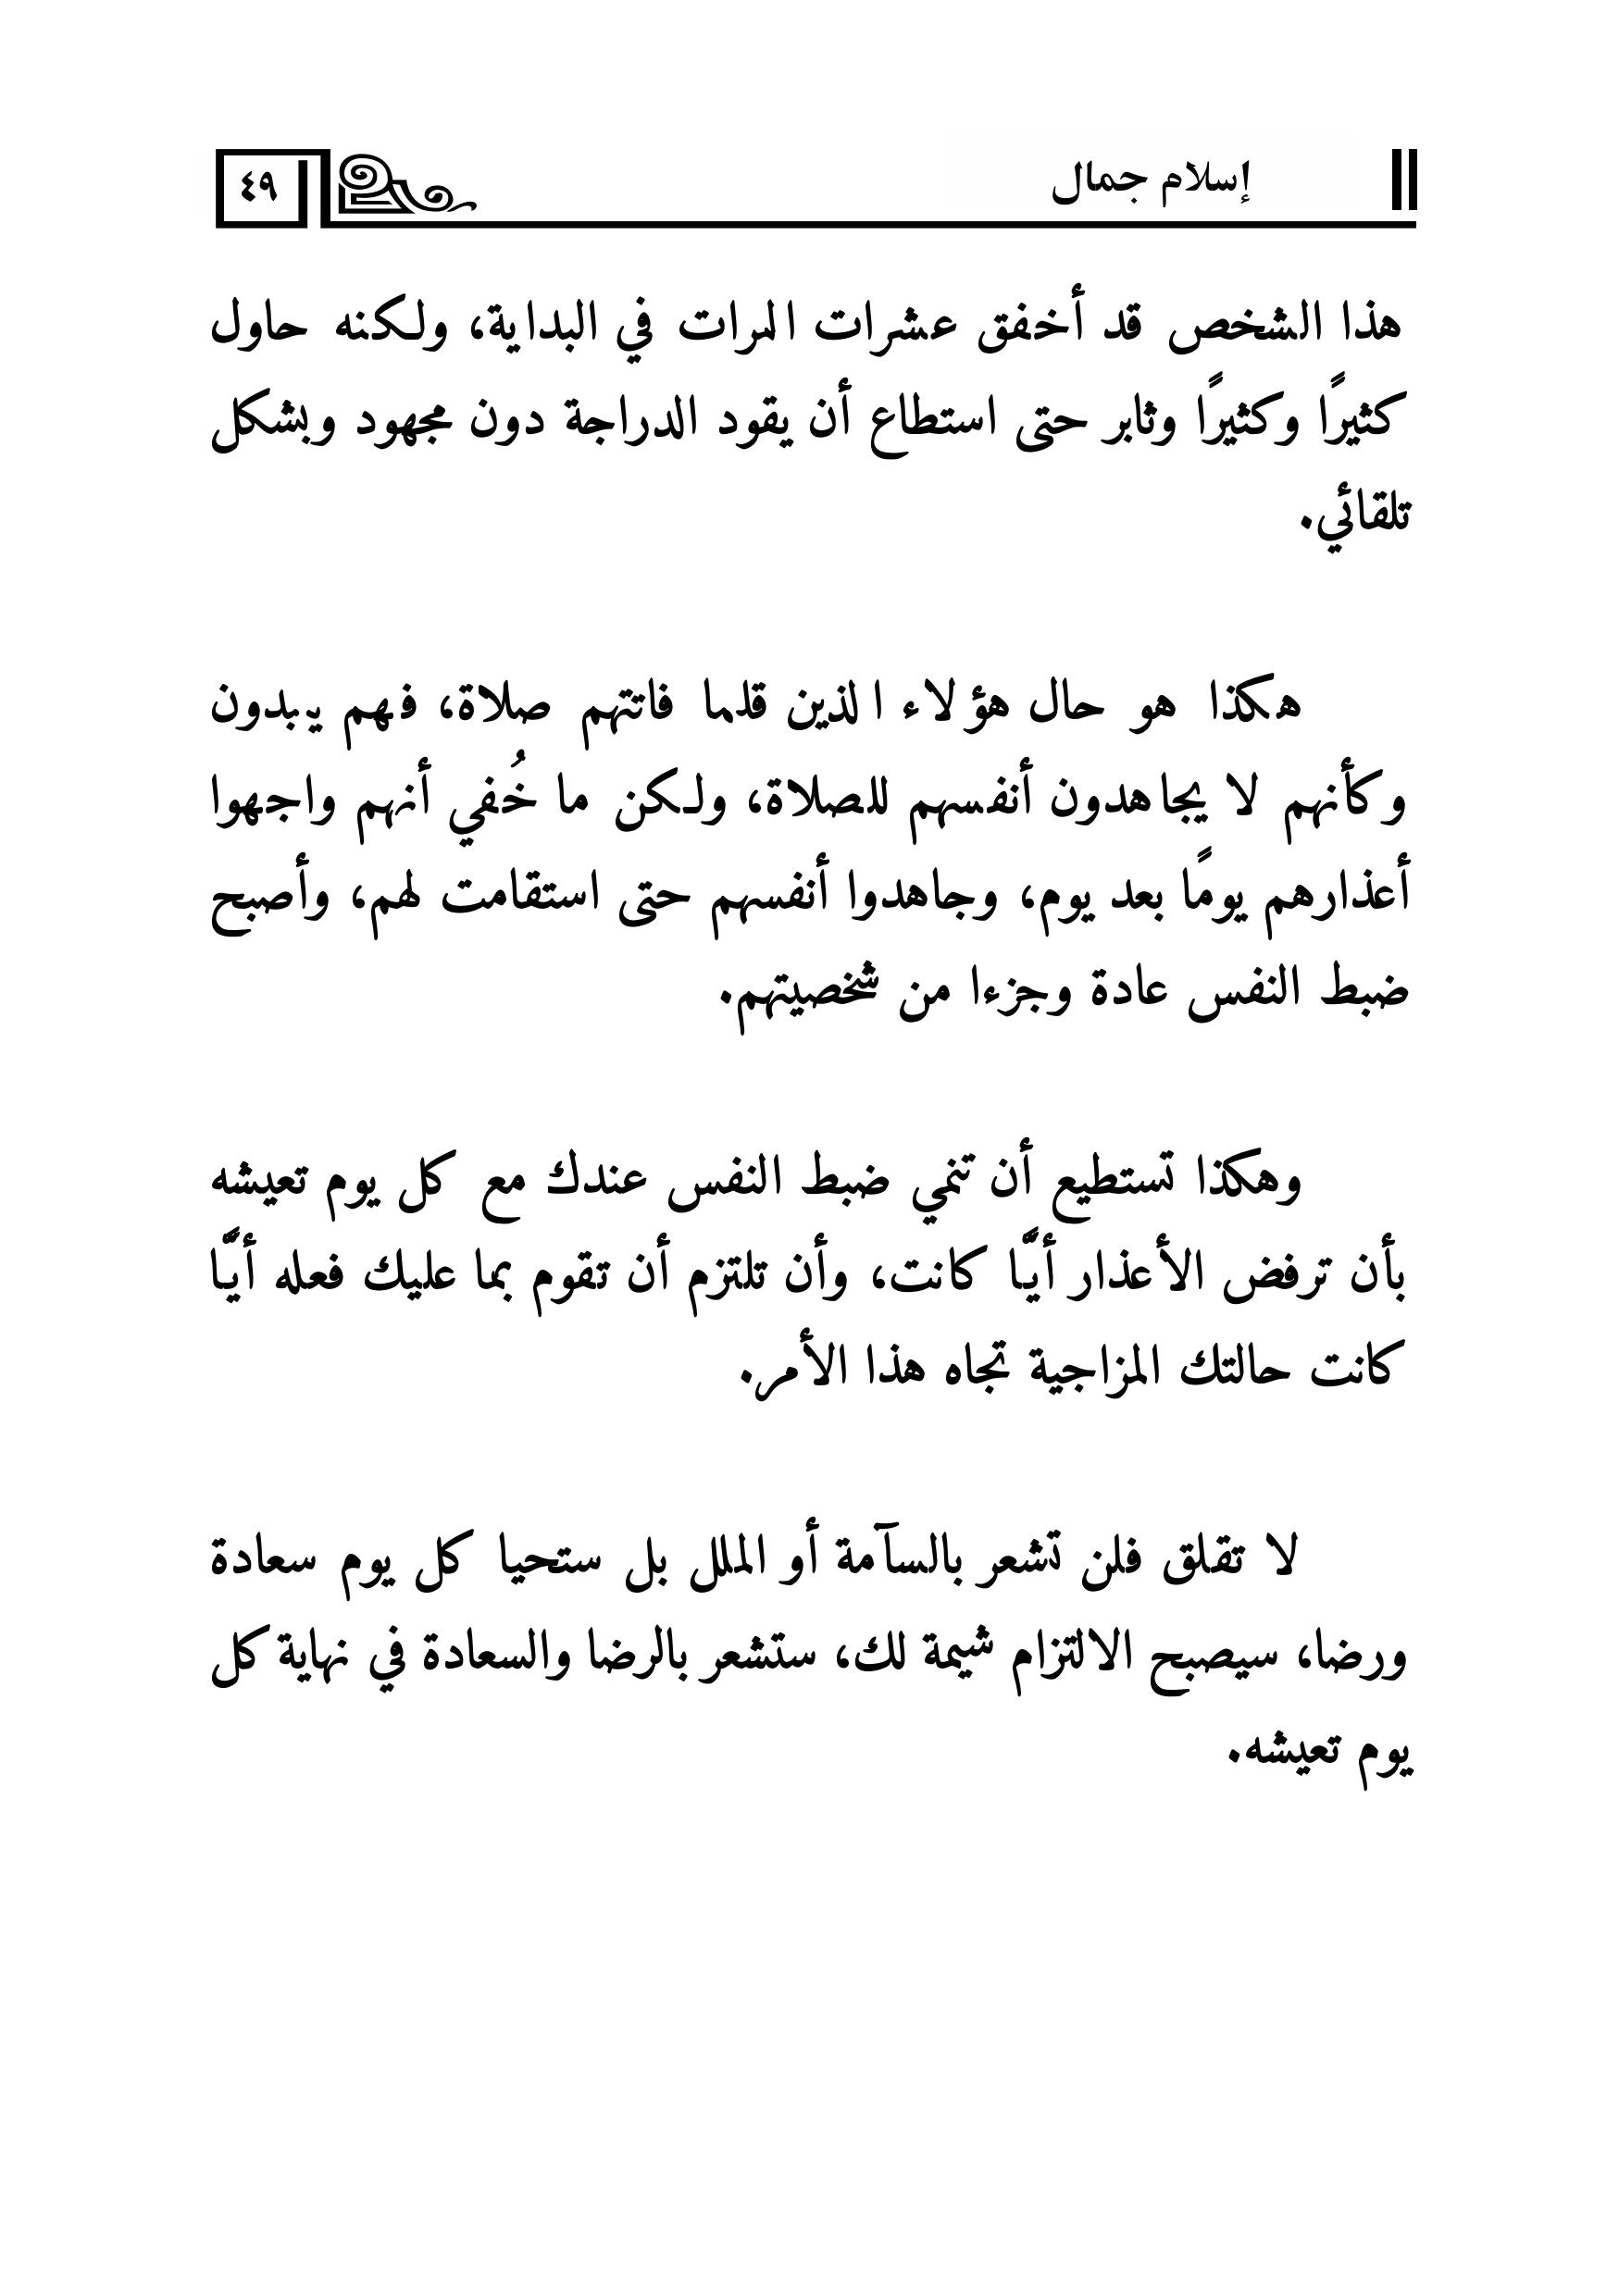 إسلام جمال
٤٩
هذا الشخص قد أخفق عشرات المرات في البداية، ولكنه حاول
كثيرًا وكثيرًا وثابر حتى استطاع أن يقود الدراجة دون مجهود وبشكل
تلقائي.
هكذا هو حال هؤلاء الذين قلما فاتتهم صلاة، فهم يبدون
وكأنهم لا يجاهدون أنفسهم للصلاة، ولكن ما خُفي أنهم واجهوا
أعذارهم يومًا بعد يوم، وجاهدوا أنفسهم حتى استقامت لهم، وأصبح
ضبط النفس عادة وجزءا من شخصيتهم.
وهكذا تستطيع أن تنمي ضبط النفس عندك مع كل يوم تعيشه
بأن ترفض الأعذار أيًّا كانت، وأن تلتزم أن تقوم بما عليك فعله أيًّا
كانت حالتك المزاجية تجاه هذا الأمر.
لا تقلق فلن تشعر بالسآمة أو الملل بل ستحيا كل يوم سعادة
ورضا، سيصبح الالتزام شيمة لك، ستشعر بالرضا والسعادة في نهاية كل
يوم تعيشه.